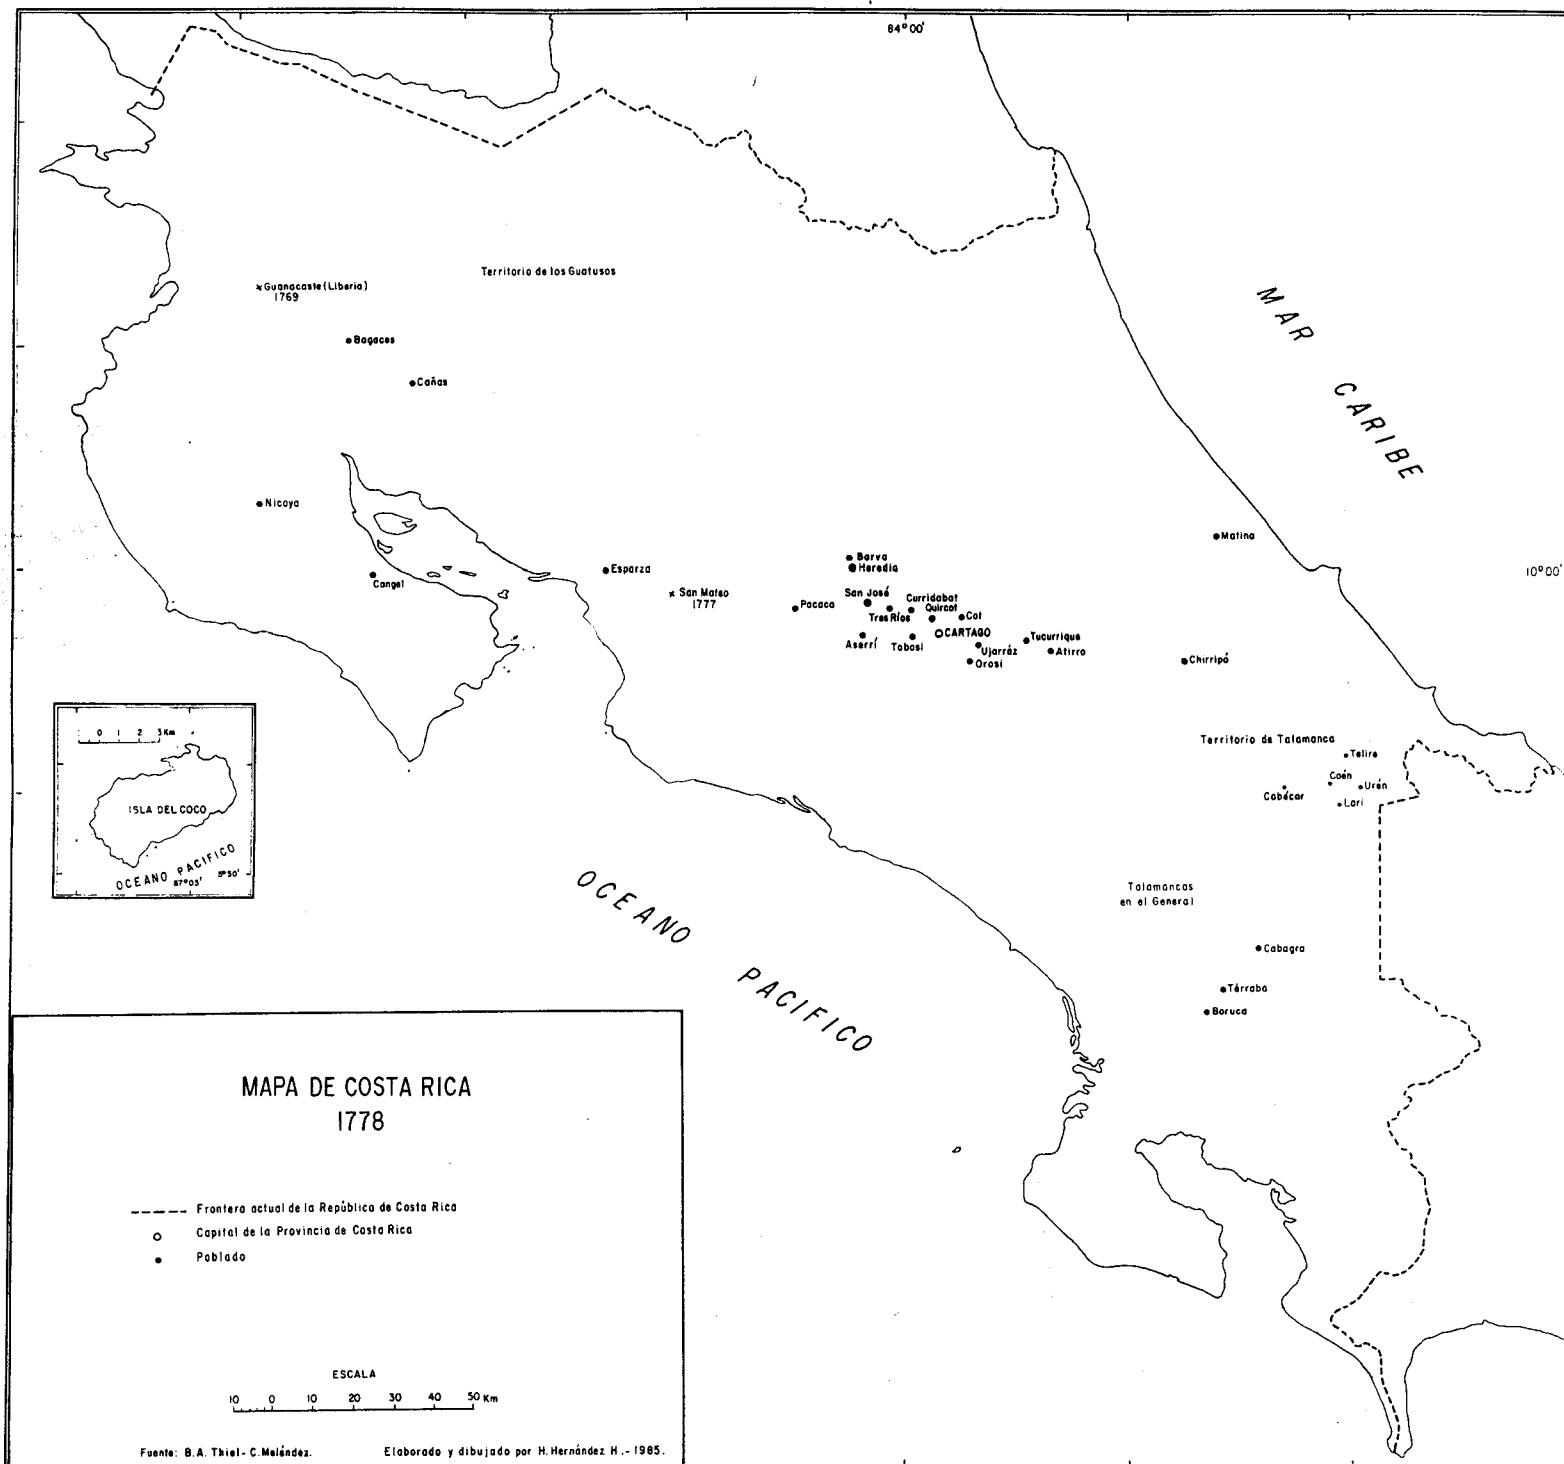 84°00'
Territorio de los Guatusos
Guanacaste (Liberia)
1769
Bagaces
Cañas
MAR CARIBE
Nicoya
Cangel
Esparza
San Mateo
1777
Barva
Heredia
San José
Curridabat
Pacaca
Tres Ríos
Quircot
Cot
Aserrí
Tobosi
CARTAGO
Ujarráz
Orosi
Tucurrique
Atirro
Matina
10°00'
Chirripó
Territorio de Talamanca
Telire
Coén
Urén
Cabécar
Lari
Talamancas
en el General
Cabagra
Térraba
Boruca
0 1 2 3 Km
ISLA DEL COCO
OCEANO PACIFICO
87°05'
5°30'
OCEANO PACIFICO
MAPA DE COSTA RICA
1778
Frontera actual de la República de Costa Rica
Capital de la Provincia de Costa Rica
Poblado
ESCALA
10 0 10 20 30 40 50 Km
Fuente: B.A. Thiel - C. Meléndez.
Elaborado y dibujado por H. Hernández H. - 1985.